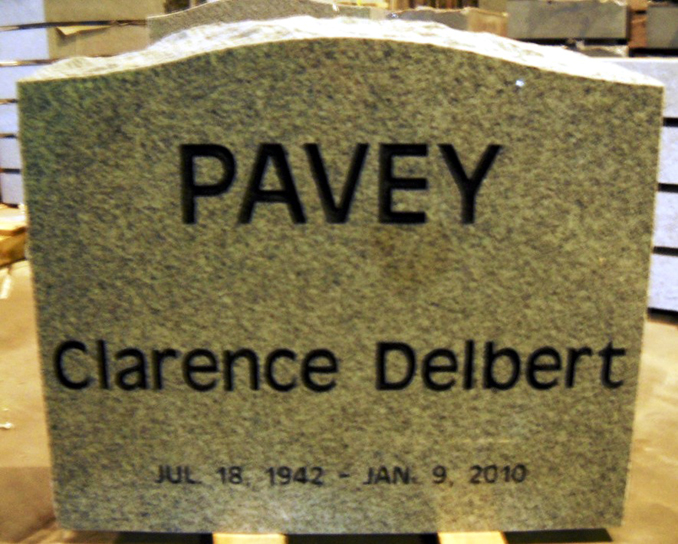 PAVEY
Clarence Delbert
JUL. 18, 1942 - JAN. 9, 2010